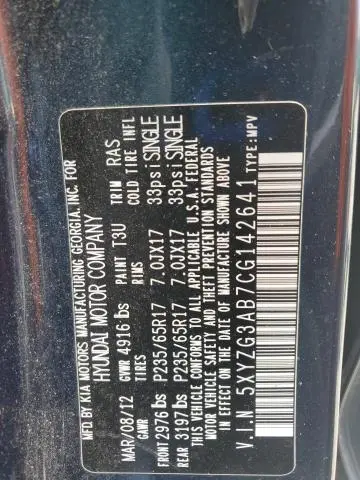 MFD.BY KIA MOTORS MANUFACTURING GEORGIA, INC. FOR
HYUNDAI MOTOR COMPANY
MAR/08/12 PAINT T3U TRIM RAS
GVWR 4916 lbs
GAWR TIRES RIMS COLD TIRE INFL
FRONT 2976 lbs P235/65R17 7.0JX17 33psi SINGLE
REAR 3197 lbs P235/65R17 7.0JX17 33psi SINGLE
THIS VEHICLE CONFORMS TO ALL APPLICABLE U.S.A. FEDERAL
MOTOR VEHICLE SAFETY, BUMPER, AND THEFT PREVENTION
STANDARDS IN EFFECT ON THE DATE OF MANUFACTURE SHOWN ABOVE
V.I.N 5XYZG3AB7CG142641 TYPE:MPV